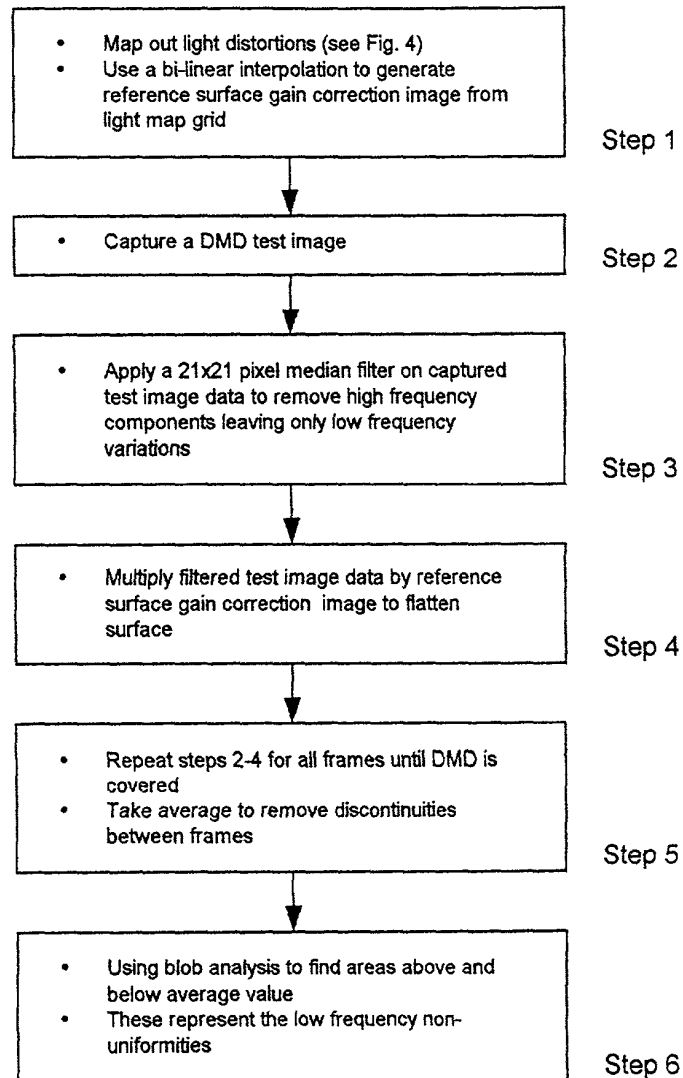 • Map out light distortions (see Fig. 4)
• Use a bi-linear interpolation to generate
reference surface gain correction image from
light map grid
Step 1
• Capture a DMD test image
Step 2
• Apply a 21x21 pixel median filter on captured
test image data to remove high frequency
components leaving only low frequency
variations
Step 3
• Multiply filtered test image data by reference
surface gain correction image to flatten
surface
Step 4
• Repeat steps 2-4 for all frames until DMD is
covered
• Take average to remove discontinuities
between frames
Step 5
• Using blob analysis to find areas above and
below average value
• These represent the low frequency non-
uniformities
Step 6